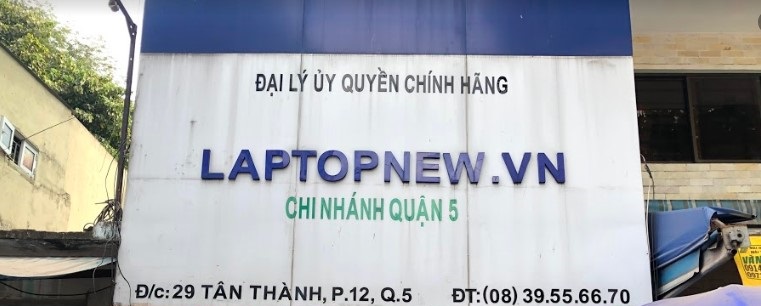 ĐẠI LÝ ỦY QUYỀN CHÍNH HÃNG
LAPTOPNEW.VN
CHI NHÁNH QUẬN 5
Đ/c: 29 TÂN THÀNH, P.12, Q.5 ĐT: (08) 39.55.66.70